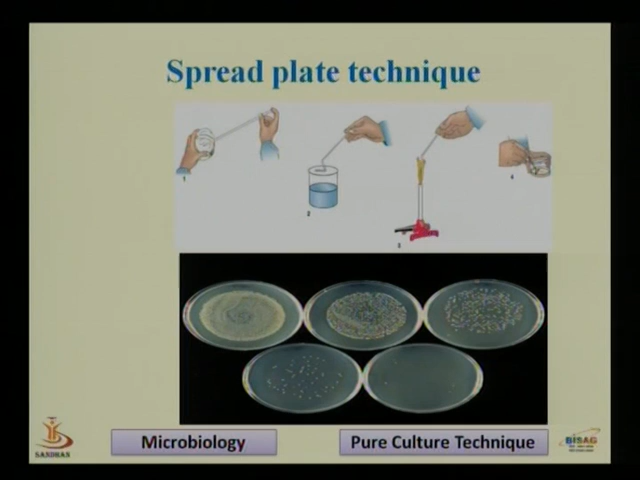 Spread plate technique
1
2
3
4
Microbiology
Pure Culture Technique
SANDHAN
BISAG